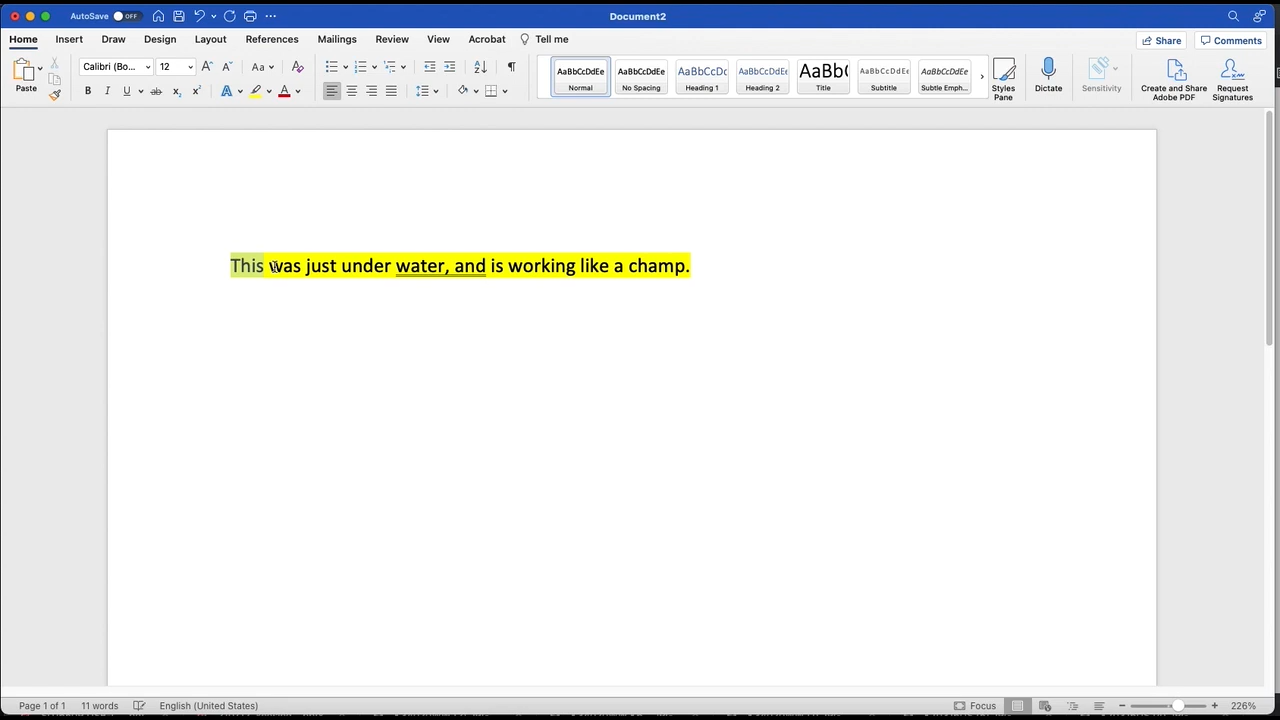 AutoSave OFF Document2
Home Insert Draw Design Layout References Mailings Review View Acrobat Tell me Share Comments
Paste Calibri (Bo... 12 Aa
AaBbCcDdEe AaBbCcDdEe AaBbCcDc AaBbCcDdEe AaBb( AaBbCcDdEe AaBbCcDdEe
Normal No Spacing Heading 1 Heading 2 Title Subtitle Subtle Emph...
Styles Pane
Dictate
Sensitivity
Create and Share Adobe PDF
Request Signatures
This was just under water, and is working like a champ.
Page 1 of 1 11 words English (United States) Focus 226%